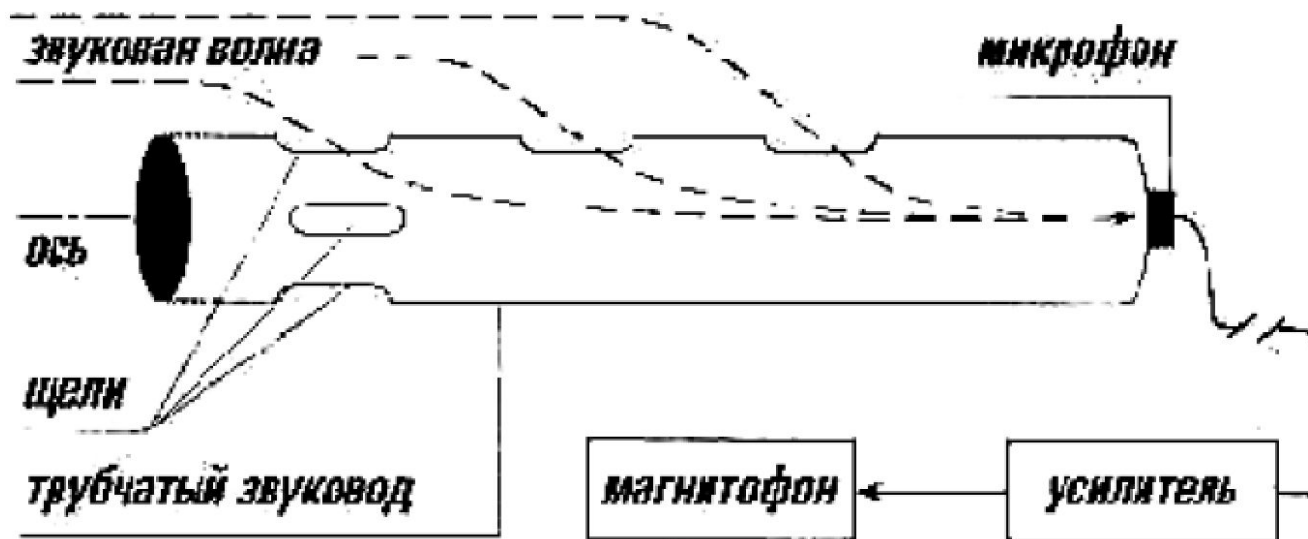 звуковая волна
микрофон
ось
щели
трубчатый звуковод
магнитофон
усилитель